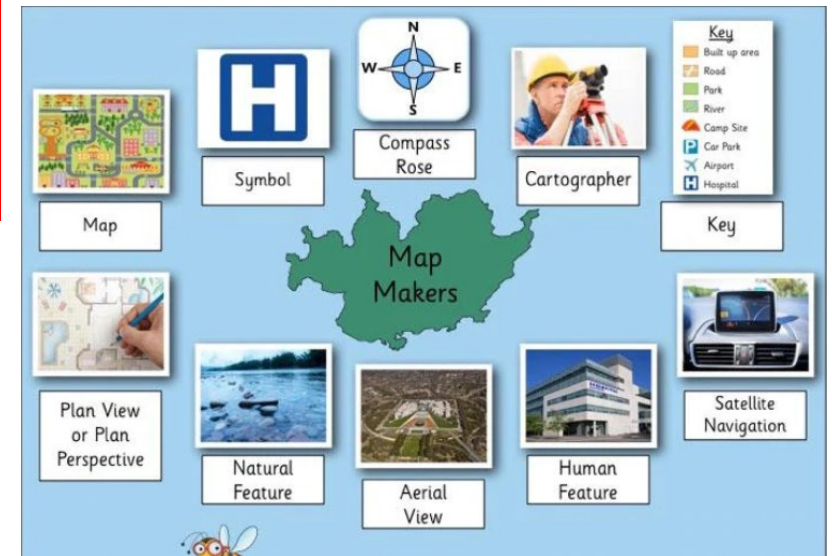 N
W
E
S
H
Key
Built up area
Road
Park
River
Camp Site
P
Car Park
Airport
H
Hospital
Map
Symbol
Compass
Rose
Cartographer
Key
Map
Makers
Plan View
or Plan
Perspective
Natural
Feature
Aerial
View
Human
Feature
Satellite
Navigation